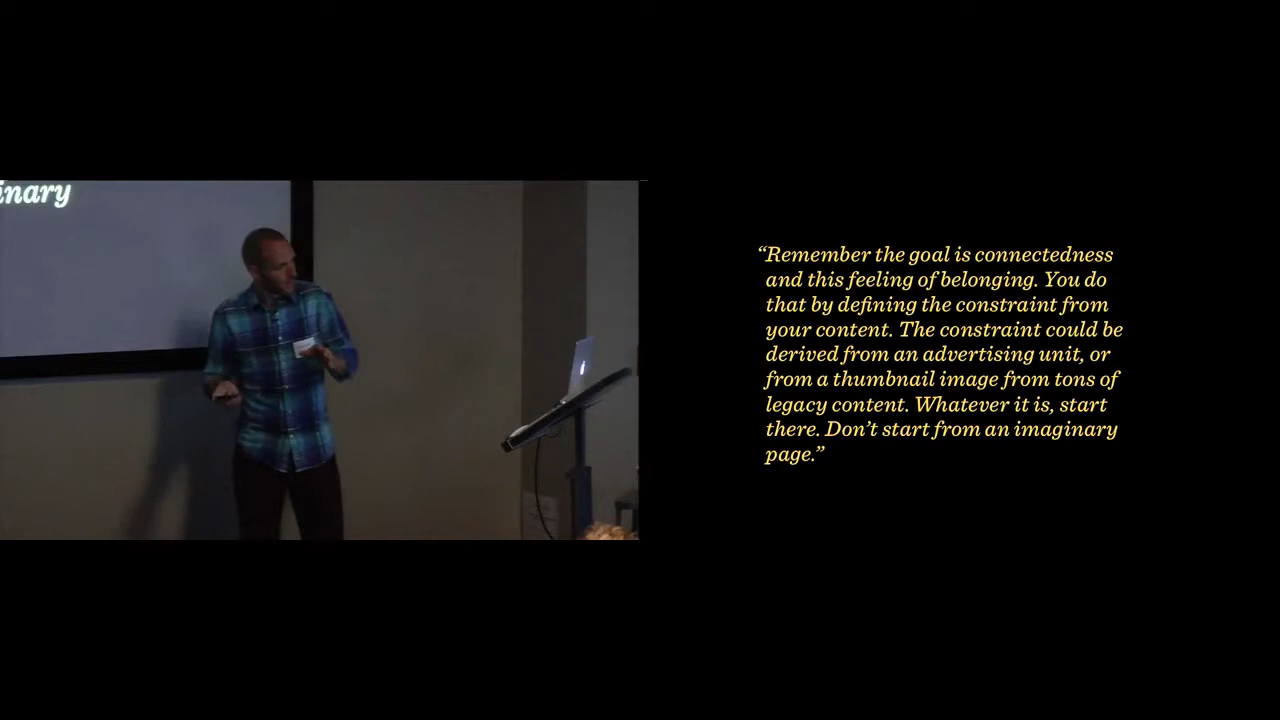 inary
“Remember the goal is connectedness
and this feeling of belonging. You do
that by defining the constraint from
your content. The constraint could be
derived from an advertising unit, or
from a thumbnail image from tons of
legacy content. Whatever it is, start
there. Don’t start from an imaginary
page.”